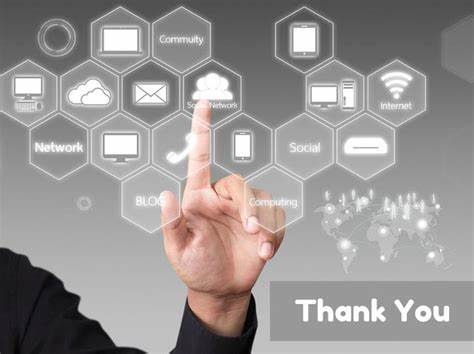 Commuity
Social Network
Internet
Network
Social
BLOG
Computing
Thank You